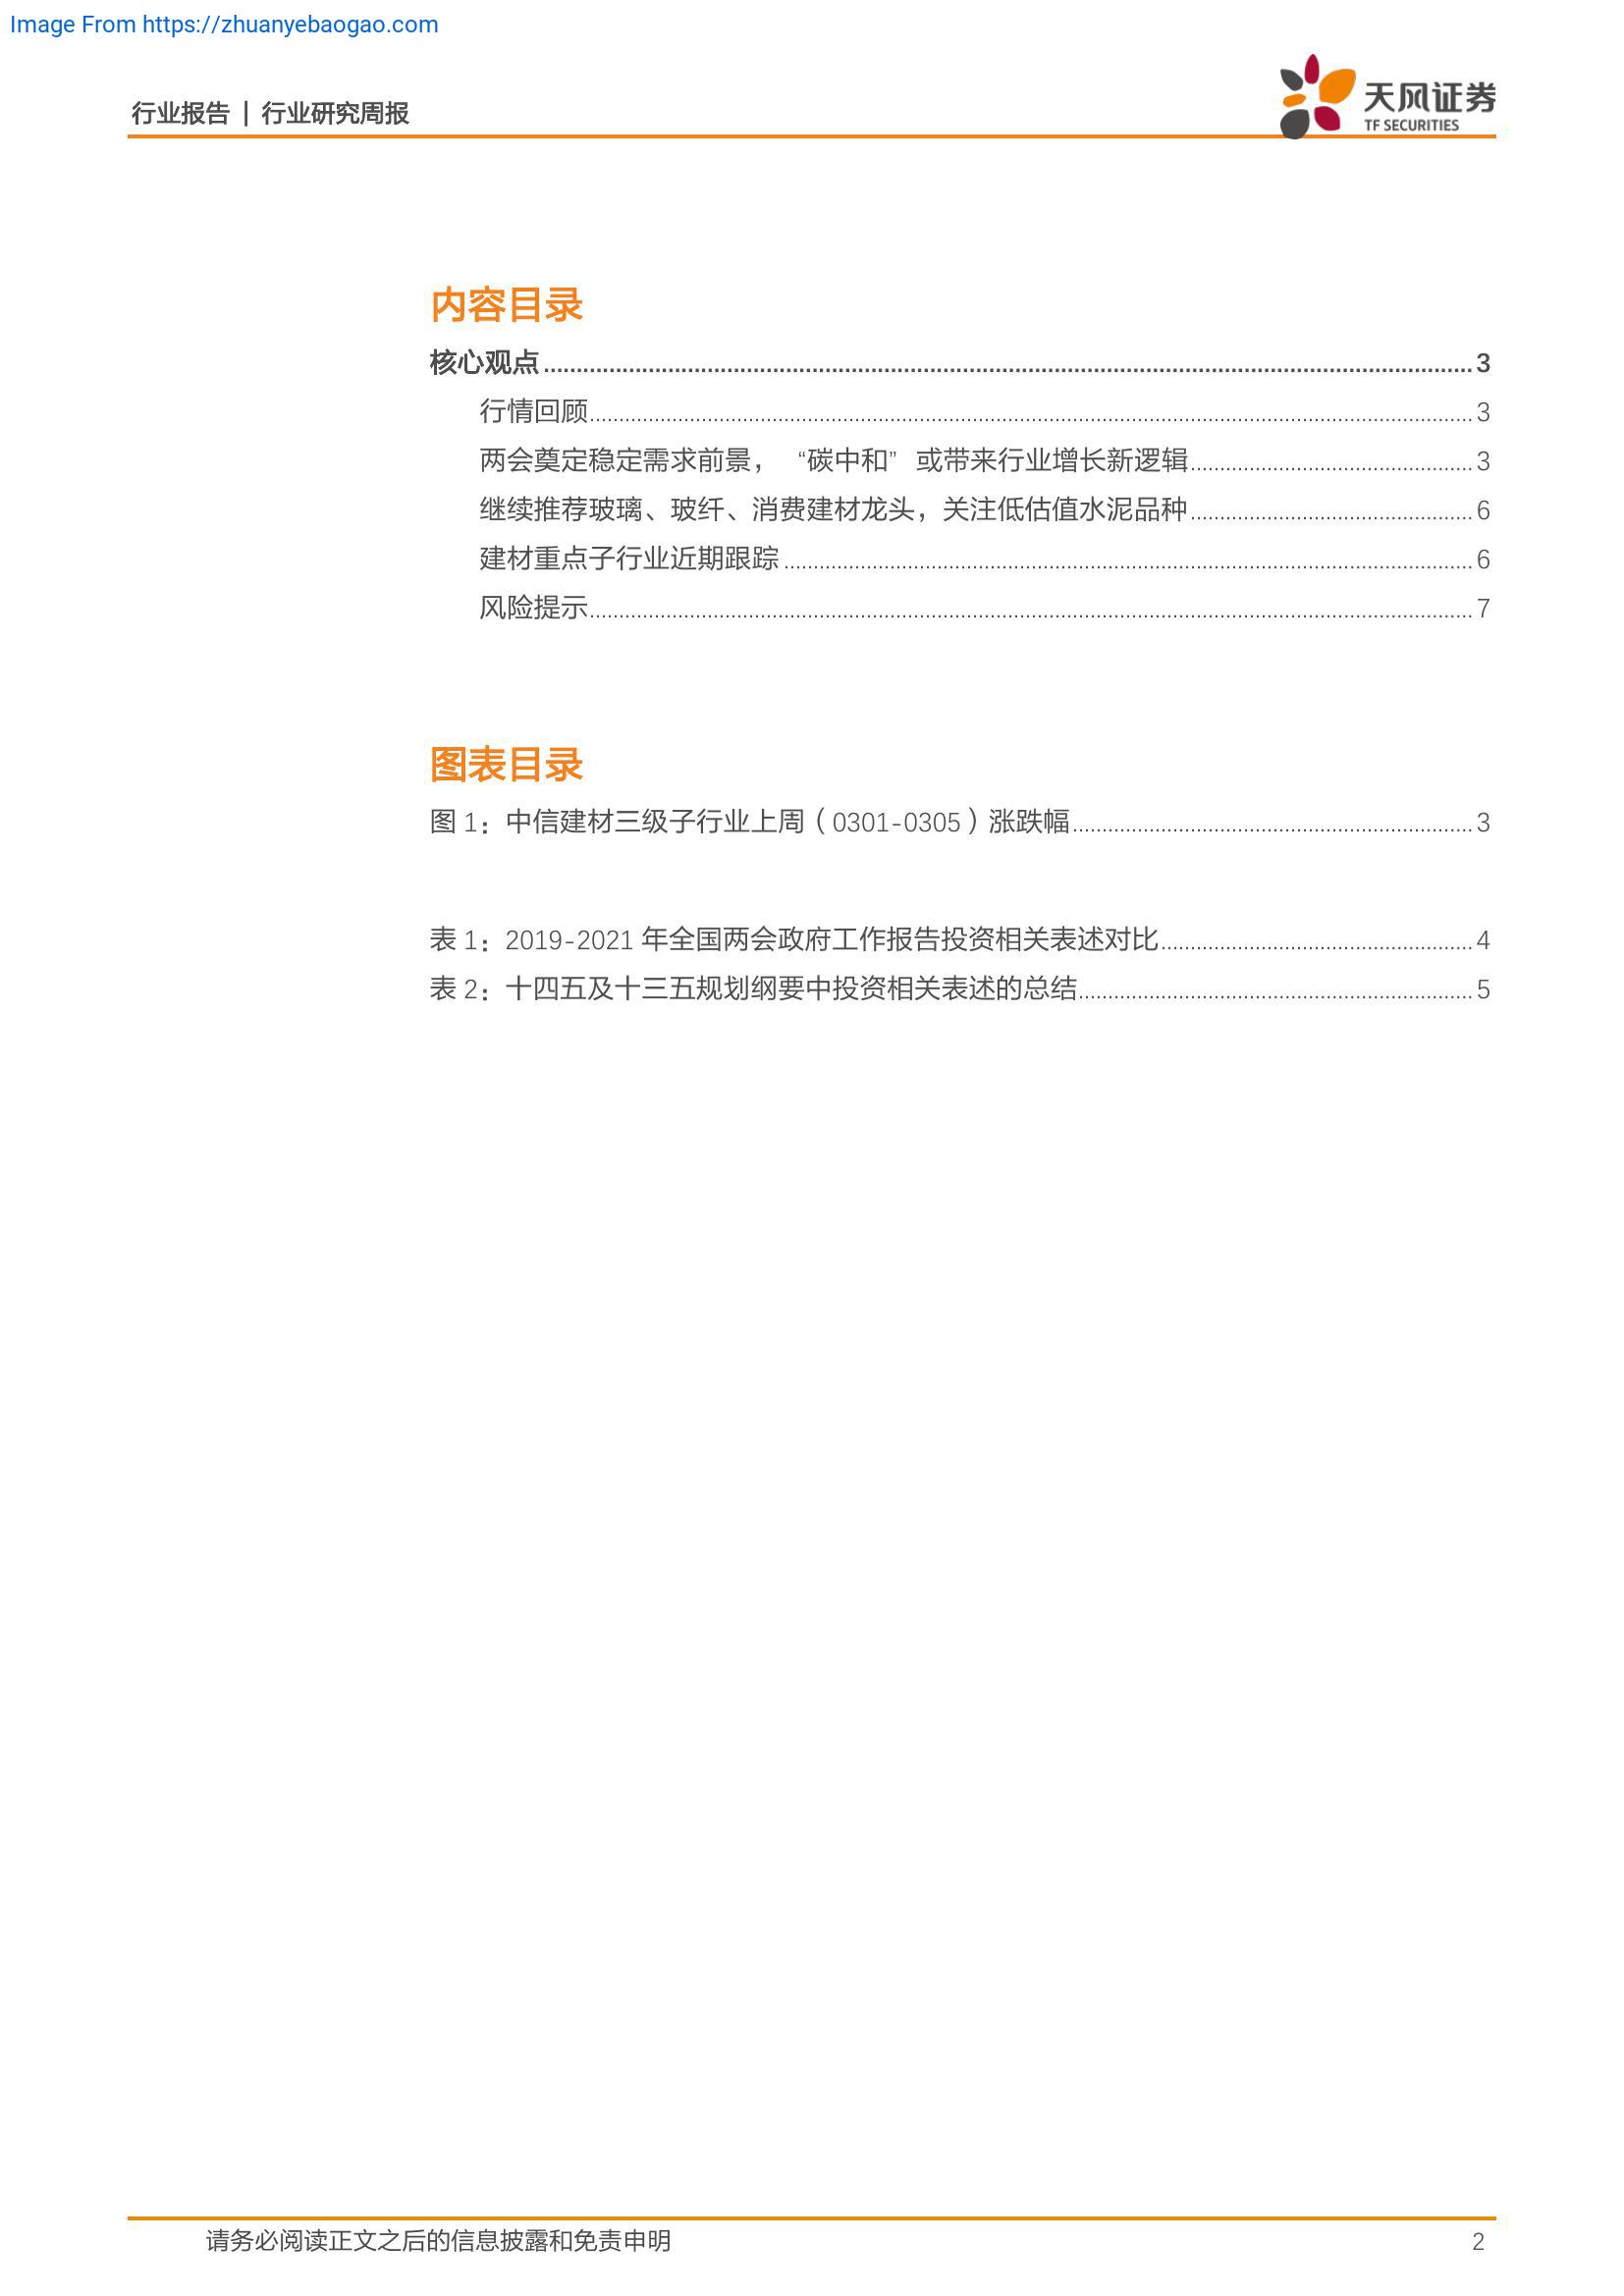 Image From https://zhuanyebaogao.com
行业报告 | 行业研究周报
天风证券
TF SECURITIES
内容目录
核心观点 3
行情回顾 3
两会奠定稳定需求前景，“碳中和”或带来行业增长新逻辑 3
继续推荐玻璃、玻纤、消费建材龙头，关注低估值水泥品种 6
建材重点子行业近期跟踪 6
风险提示 7
图表目录
图 1：中信建材三级子行业上周（0301-0305）涨跌幅 3
表 1：2019-2021 年全国两会政府工作报告投资相关表述对比 4
表 2：十四五及十三五规划纲要中投资相关表述的总结 5
请务必阅读正文之后的信息披露和免责申明 2